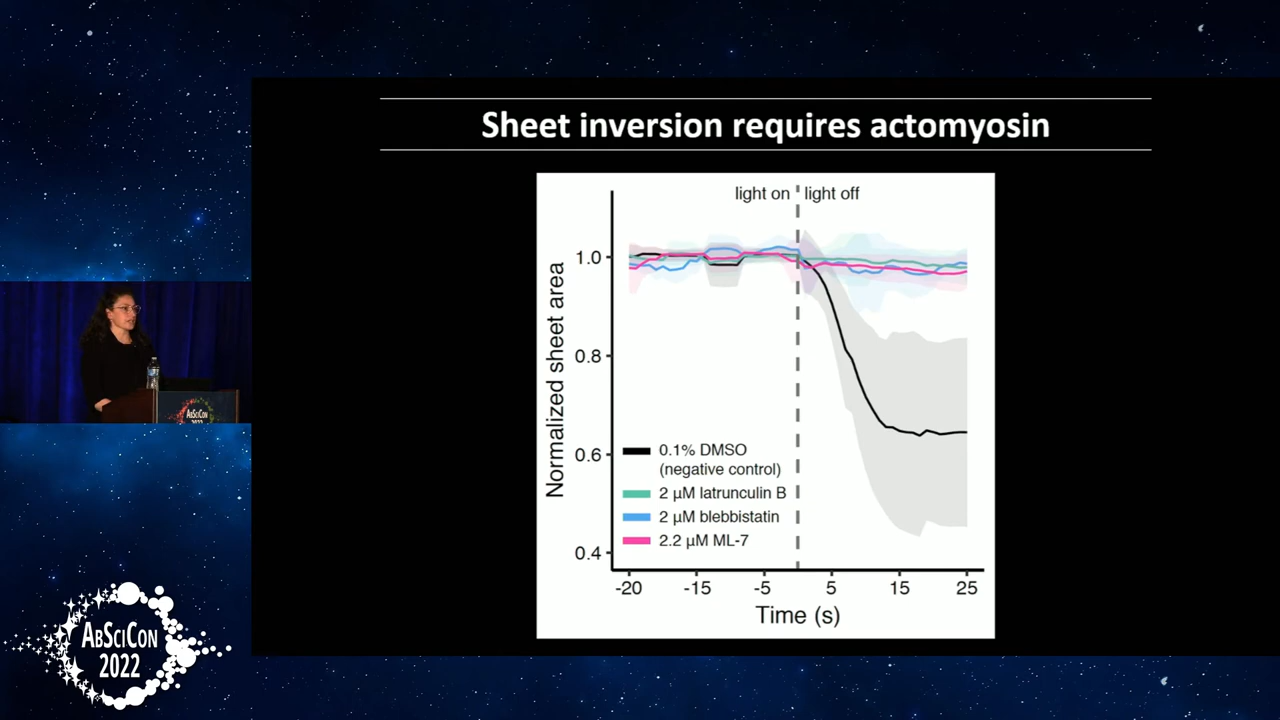 Sheet inversion requires actomyosin
light on
light off
Normalized sheet area
1.0
0.8
0.6
0.4
0.1% DMSO
(negative control)
2 µM latrunculin B
2 µM blebbistatin
2.2 µM ML-7
-20
-15
-5
5
15
25
Time (s)
AbSciCon
2022
AbSciCon
2022